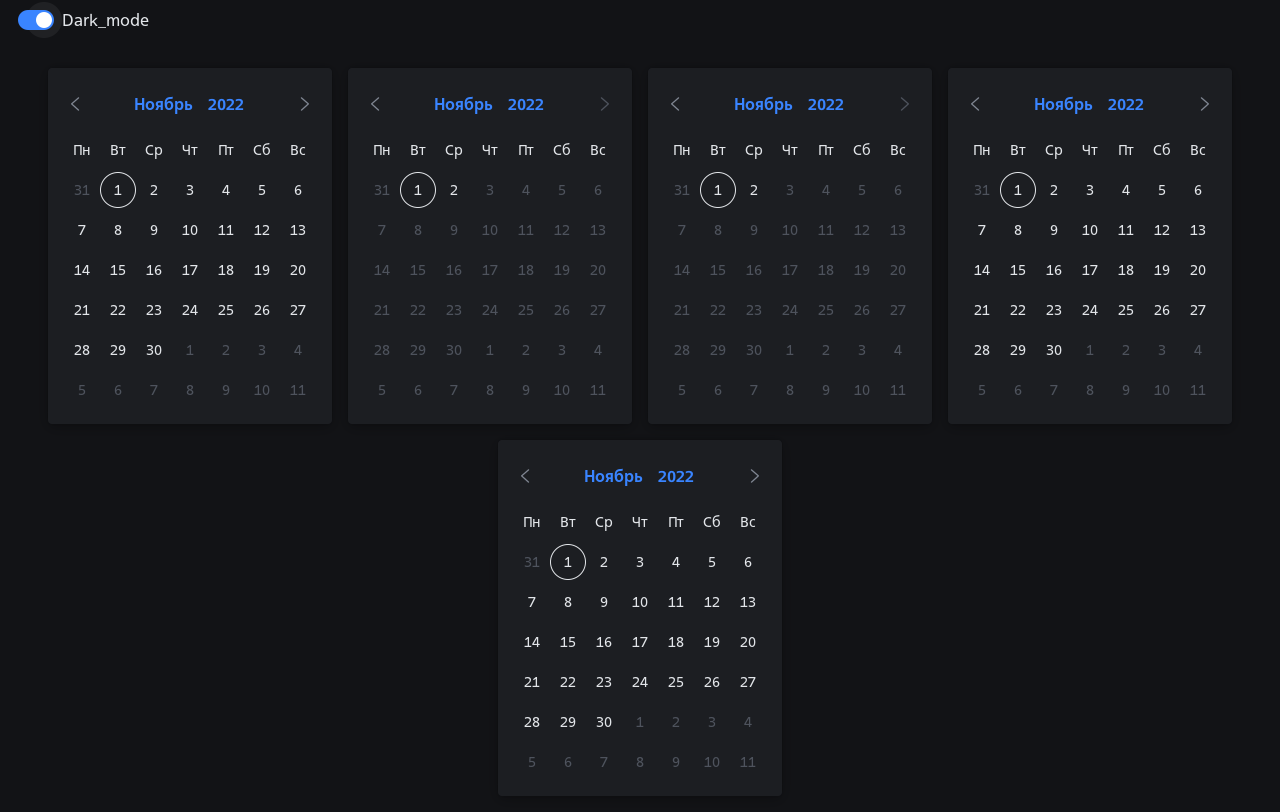 Dark_mode
Ноябрь 2022 Ноябрь 2022 Ноябрь 2022 Ноябрь 2022
Пн Вт Ср Чт Пт Сб Вс Пн Вт Ср Чт Пт Сб Вс Пн Вт Ср Чт Пт Сб Вс Пн Вт Ср Чт Пт Сб Вс
31 1 2 3 4 5 6 31 1 2 3 4 5 6 31 1 2 3 4 5 6 31 1 2 3 4 5 6
7 8 9 10 11 12 13 7 8 9 10 11 12 13 7 8 9 10 11 12 13 7 8 9 10 11 12 13
14 15 16 17 18 19 20 14 15 16 17 18 19 20 14 15 16 17 18 19 20 14 15 16 17 18 19 20
21 22 23 24 25 26 27 21 22 23 24 25 26 27 21 22 23 24 25 26 27 21 22 23 24 25 26 27
28 29 30 1 2 3 4 28 29 30 1 2 3 4 28 29 30 1 2 3 4 28 29 30 1 2 3 4
5 6 7 8 9 10 11 5 6 7 8 9 10 11 5 6 7 8 9 10 11 5 6 7 8 9 10 11
Ноябрь 2022
Пн Вт Ср Чт Пт Сб Вс
31 1 2 3 4 5 6
7 8 9 10 11 12 13
14 15 16 17 18 19 20
21 22 23 24 25 26 27
28 29 30 1 2 3 4
5 6 7 8 9 10 11